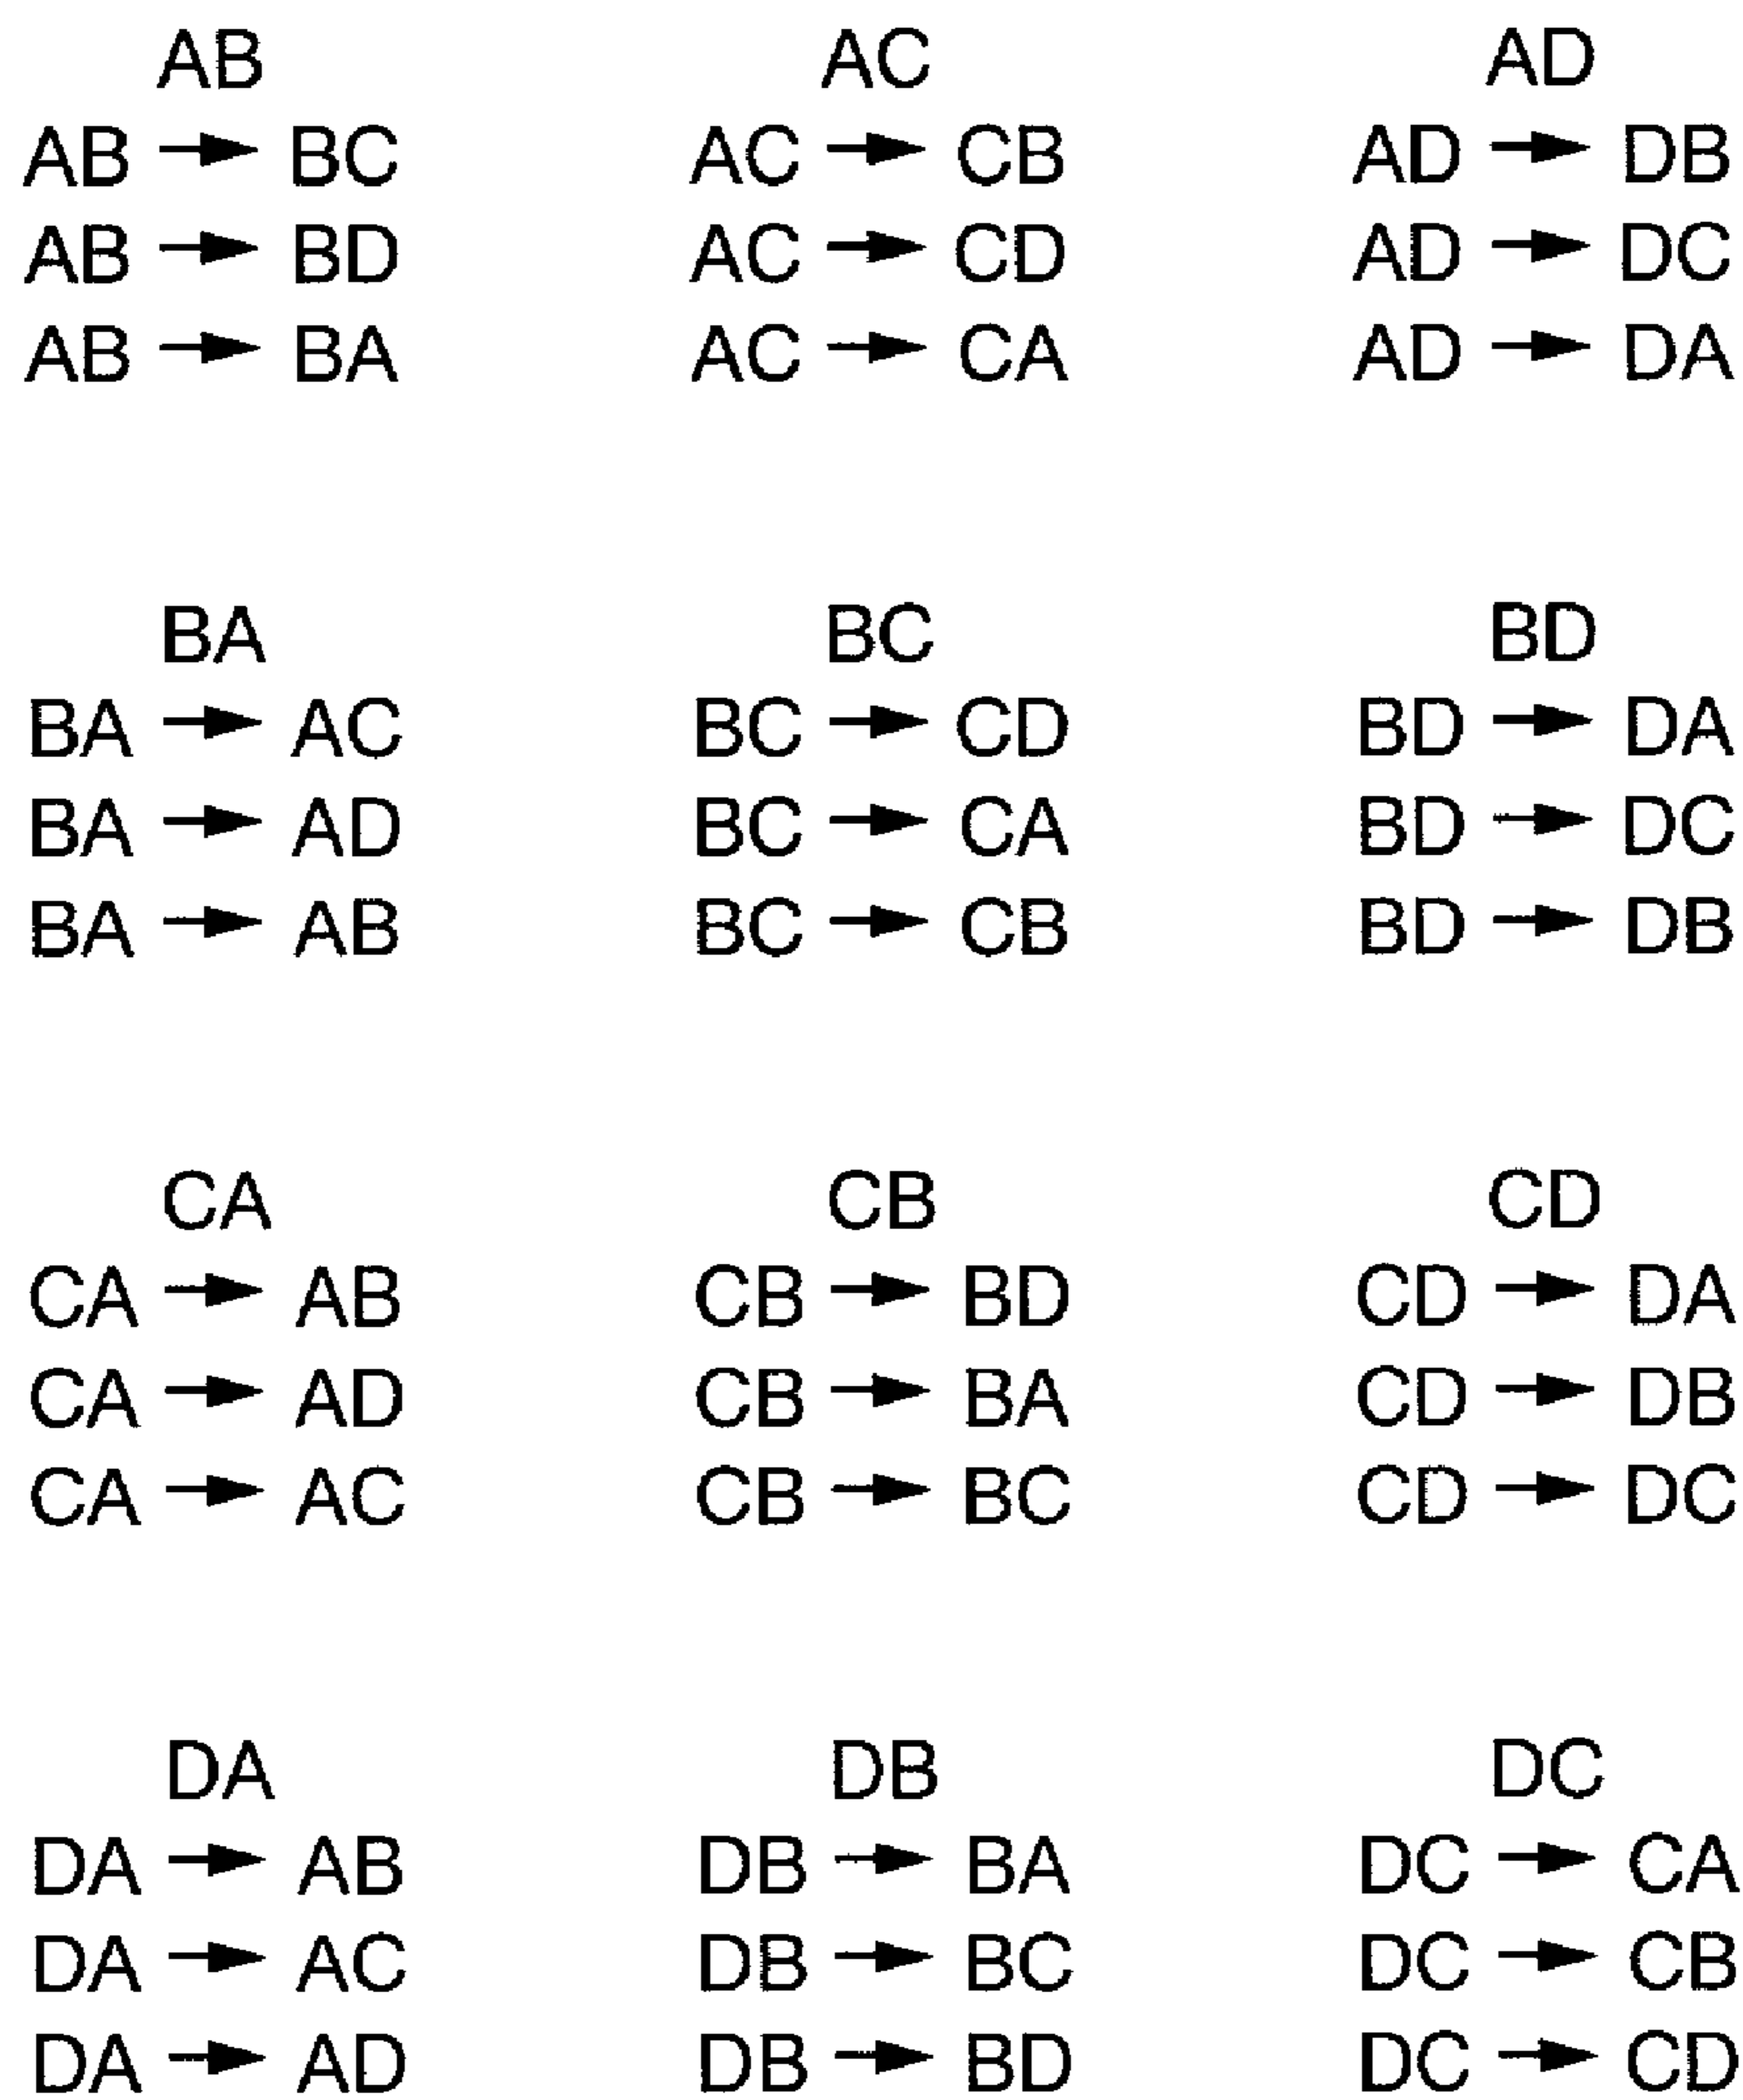 AB AC AD
AB → BC AC → CB AD → DB
AB → BD AC → CD AD → DC
AB → BA AC → CA AD → DA
BA BC BD
BA → AC BC → CD BD → DA
BA → AD BC → CA BD → DC
BA → AB BC → CB BD → DB
CA CB CD
CA → AB CB → BD CD → DA
CA → AD CB → BA CD → DB
CA → AC CB → BC CD → DC
DA DB DC
DA → AB DB → BA DC → CA
DA → AC DB → BC DC → CB
DA → AD DB → BD DC → CD